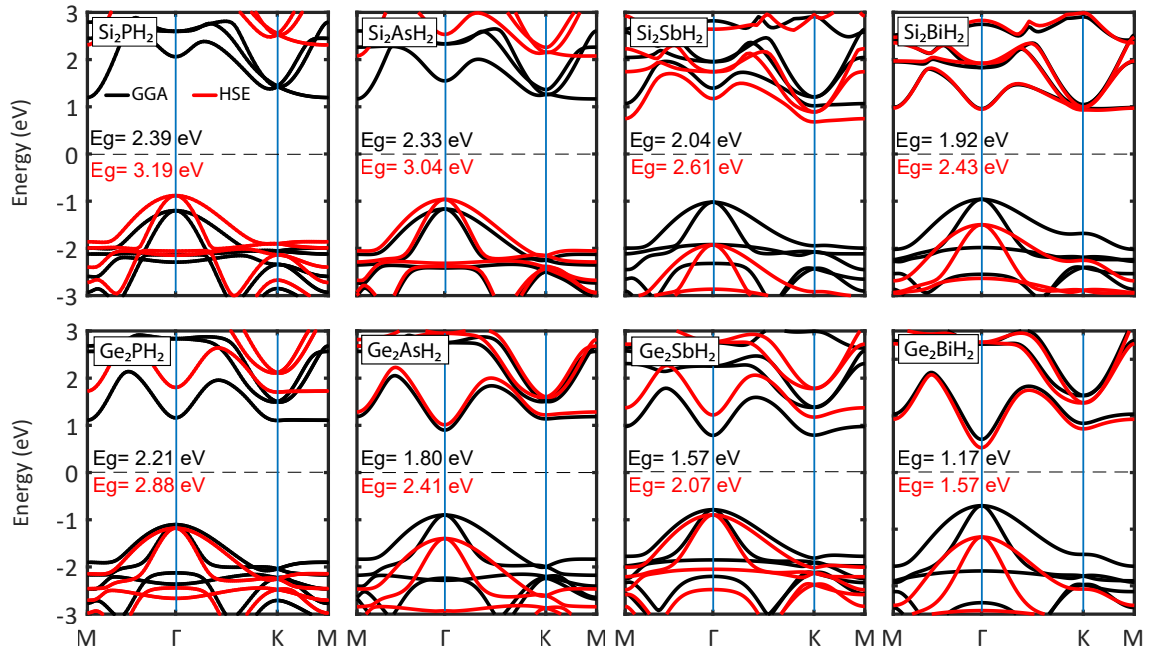 Si₂PH₂
Si₂AsH₂
Si₂SbH₂
Si₂BiH₂
3
2
1
0
-1
-2
-3
Energy (eV)
GGA
HSE
Eg= 2.39 eV
Eg= 3.19 eV
Eg= 2.33 eV
Eg= 3.04 eV
Eg= 2.04 eV
Eg= 2.61 eV
Eg= 1.92 eV
Eg= 2.43 eV
Ge₂PH₂
Ge₂AsH₂
Ge₂SbH₂
Ge₂BiH₂
3
2
1
0
-1
-2
-3
Energy (eV)
Eg= 2.21 eV
Eg= 2.88 eV
Eg= 1.80 eV
Eg= 2.41 eV
Eg= 1.57 eV
Eg= 2.07 eV
Eg= 1.17 eV
Eg= 1.57 eV
M Γ K M
M Γ K M
M Γ K M
M Γ K M